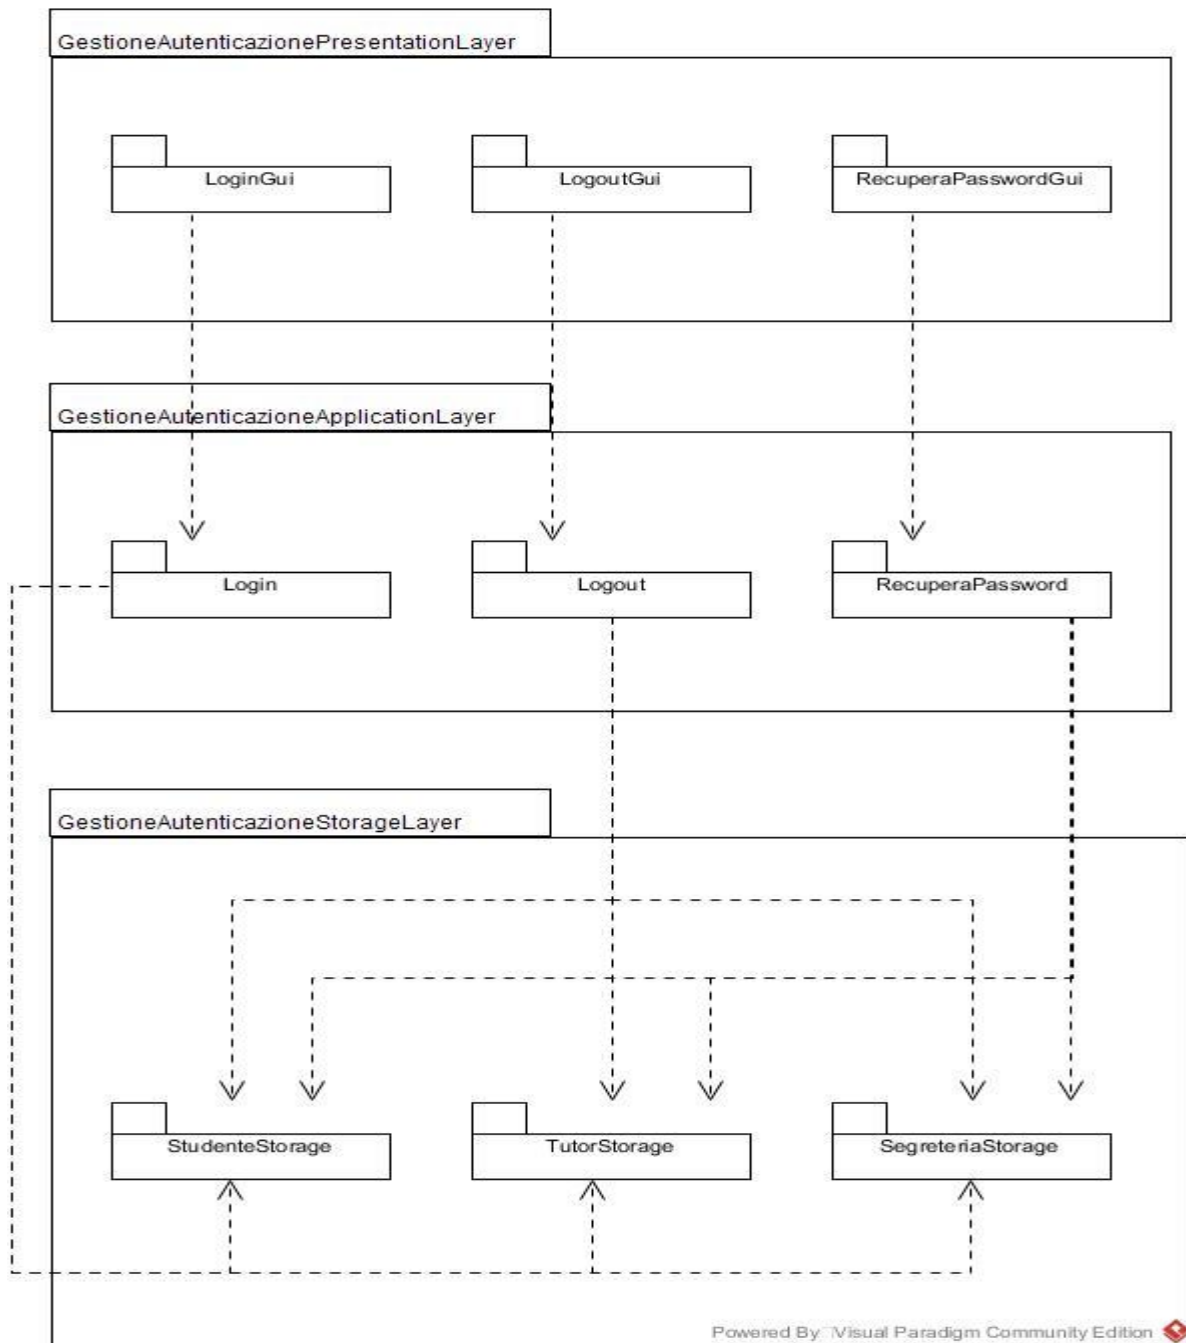 GestioneAutenticazionePresentationLayer
LoginGui
LogoutGui
RecuperaPasswordGui
GestioneAutenticazioneApplicationLayer
Login
Logout
RecuperaPassword
GestioneAutenticazioneStorageLayer
StudenteStorage
TutorStorage
SegreteriaStorage
Powered By Visual Paradigm Community Edition